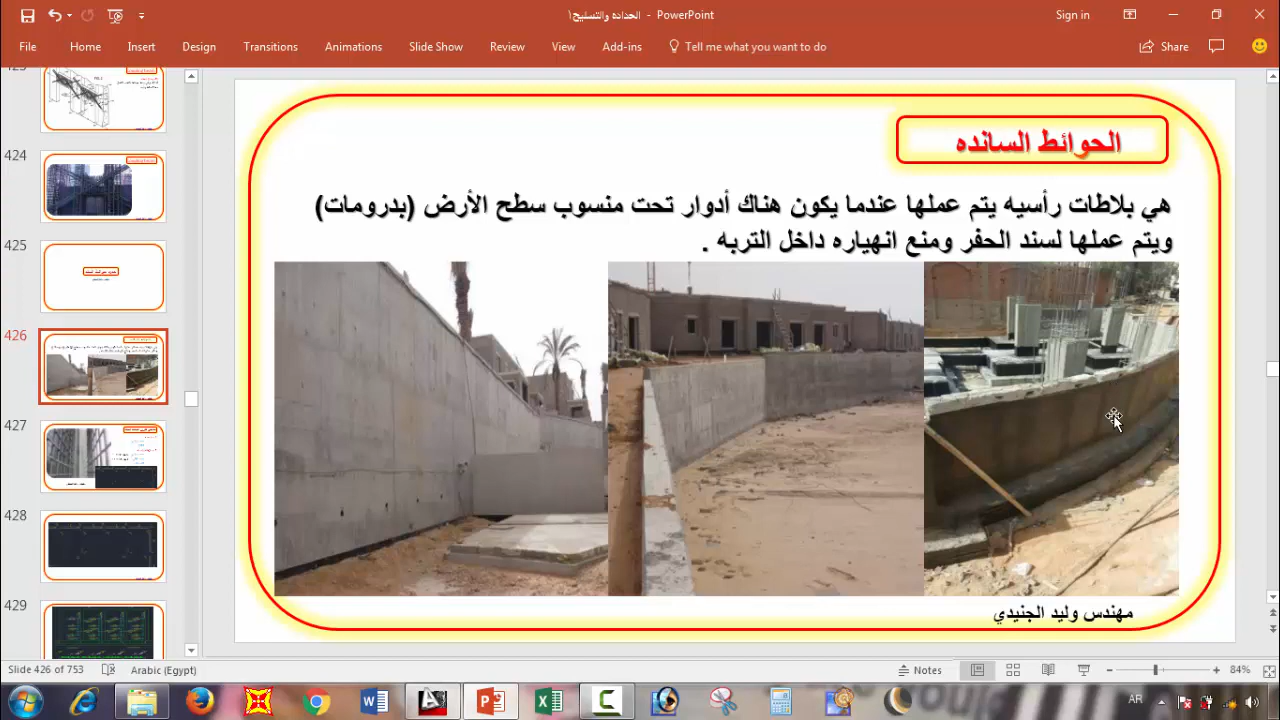 الحداده والتسليح١ - PowerPoint
Sign in
File Home Insert Design Transitions Animations Slide Show Review View Add-ins Tell me what you want to do Share
424
425
426
427
428
429
الحوائط السانده
هي بلاطات رأسيه يتم عملها عندما يكون هناك أدوار تحت منسوب سطح الأرض (بدرومات)
ويتم عملها لسند الحفر ومنع انهياره داخل التربه .
مهندس وليد الجنيدي
Slide 426 of 753 Arabic (Egypt) Notes 84%
AR